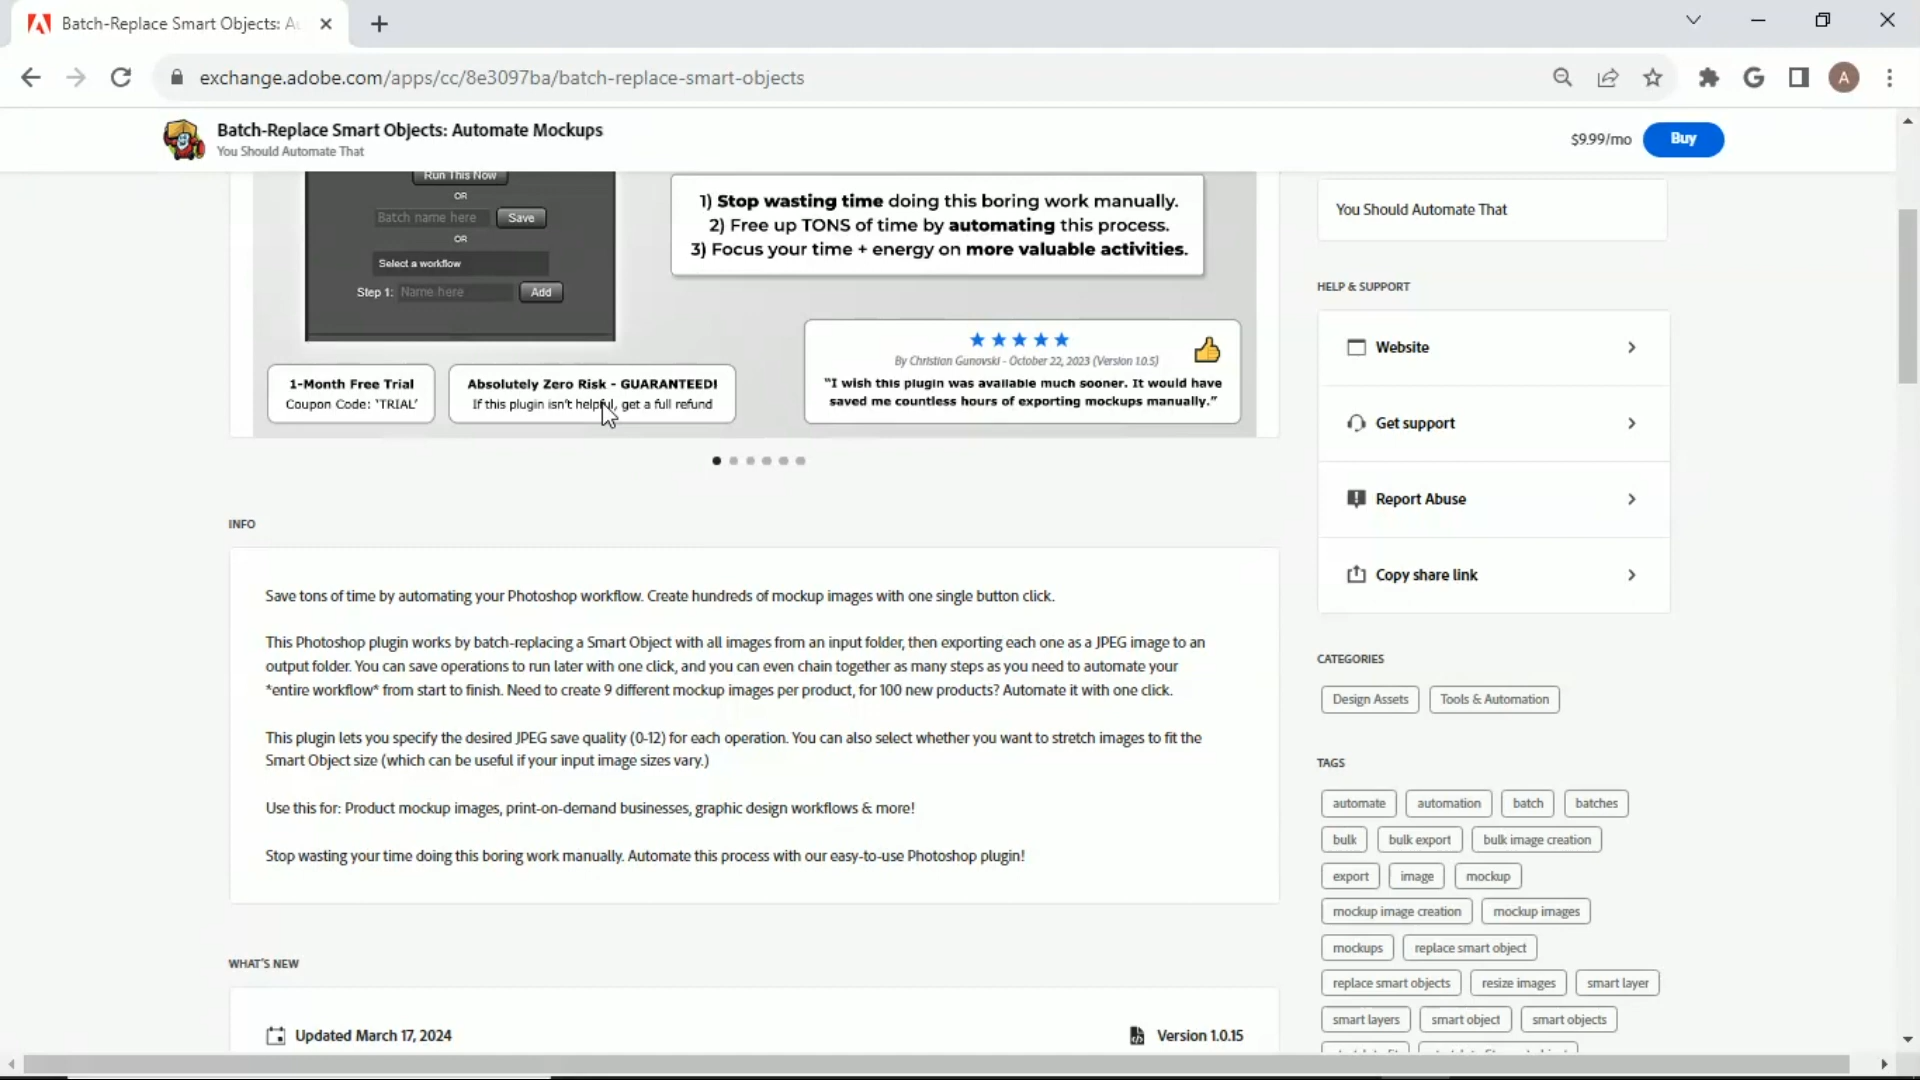 Batch-Replace Smart Objects: A
exchange.adobe.com/apps/cc/8e3097ba/batch-replace-smart-objects
A
Batch-Replace Smart Objects: Automate Mockups
You Should Automate That
$9.99/mo
Buy
Run This Now
OR
Batch name here
Save
OR
Select a workflow
Step 1:
Name here
Add
1) Stop wasting time doing this boring work manually.
2) Free up TONS of time by automating this process.
3) Focus your time + energy on more valuable activities.
1-Month Free Trial
Coupon Code: 'TRIAL'
Absolutely Zero Risk - GUARANTEED!
If this plugin isn't helpful, get a full refund
By Christian Gunovski - October 22, 2023 (Version 1.0.5)
"I wish this plugin was available much sooner. It would have
saved me countless hours of exporting mockups manually."
INFO
Save tons of time by automating your Photoshop workflow. Create hundreds of mockup images with one single button click.
This Photoshop plugin works by batch-replacing a Smart Object with all images from an input folder, then exporting each one as a JPEG image to an
output folder. You can save operations to run later with one click, and you can even chain together as many steps as you need to automate your
*entire workflow* from start to finish. Need to create 9 different mockup images per product, for 100 new products? Automate it with one click.
This plugin lets you specify the desired JPEG save quality (0-12) for each operation. You can also select whether you want to stretch images to fit the
Smart Object size (which can be useful if your input image sizes vary.)
Use this for: Product mockup images, print-on-demand businesses, graphic design workflows & more!
Stop wasting your time doing this boring work manually. Automate this process with our easy-to-use Photoshop plugin!
WHAT'S NEW
Updated March 17, 2024
Version 1.0.15
You Should Automate That
HELP & SUPPORT
Website
Get support
Report Abuse
Copy share link
CATEGORIES
Design Assets
Tools & Automation
TAGS
automate
automation
batch
batches
bulk
bulk export
bulk image creation
export
image
mockup
mockup image creation
mockup images
mockups
replace smart object
replace smart objects
resize images
smart layer
smart layers
smart object
smart objects